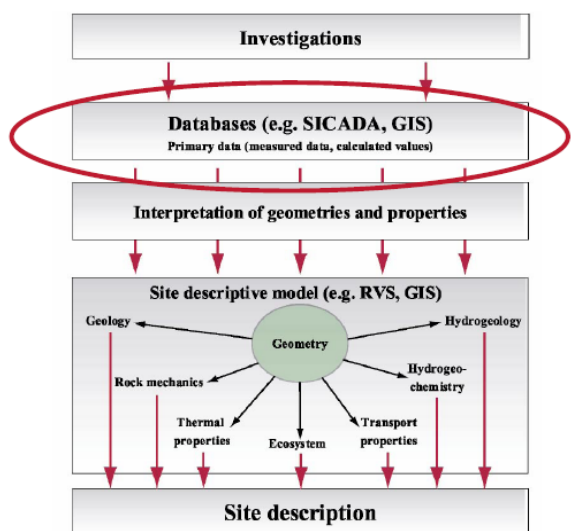 Investigations
Databases (e.g. SICADA, GIS)
Primary data (measured data, calculated values)
Interpretation of geometries and properties
Site descriptive model (e.g. RVS, GIS)
Geology
Hydrogeology
Geometry
Rock mechanics
Hydrogeo-
chemistry
Thermal
properties
Ecosystem
Transport
properties
Site description